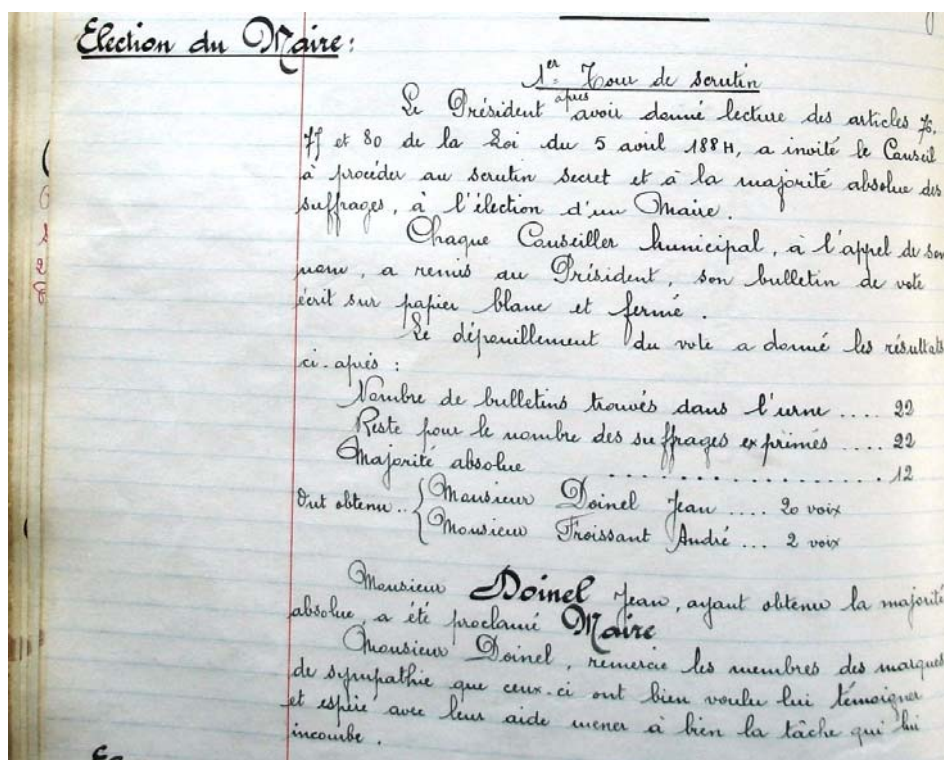 Election du Maire :
1er Tour de scrutin
Le Président après avoir donné lecture des articles 76,
77 et 80 de la Loi du 5 avril 1884, a invité le Conseil
à procéder au scrutin secret et à la majorité absolue des
suffrages, à l'élection d'un Maire.
Chaque Conseiller Municipal, à l'appel de son
nom, a remis au Président, son bulletin de vote
écrit sur papier blanc et fermé.
Le dépouillement du vote a donné les résultats
ci-après :
Nombre de bulletins trouvés dans l'urne .... 22
Reste pour le nombre des suffrages exprimés .... 22
Majorité absolue .................. 12
Ont obtenu .. { Monsieur Doinel Jean .... 20 voix
Monsieur Froissant André ... 2 voix
Monsieur Doinel Jean, ayant obtenu la majorité
absolue, a été proclamé Maire
Monsieur Doinel, remercie les membres des marques
de sympathie que ceux-ci ont bien voulu lui témoigner
et espère avec leur aide mener à bien la tâche qui lui
incombe.